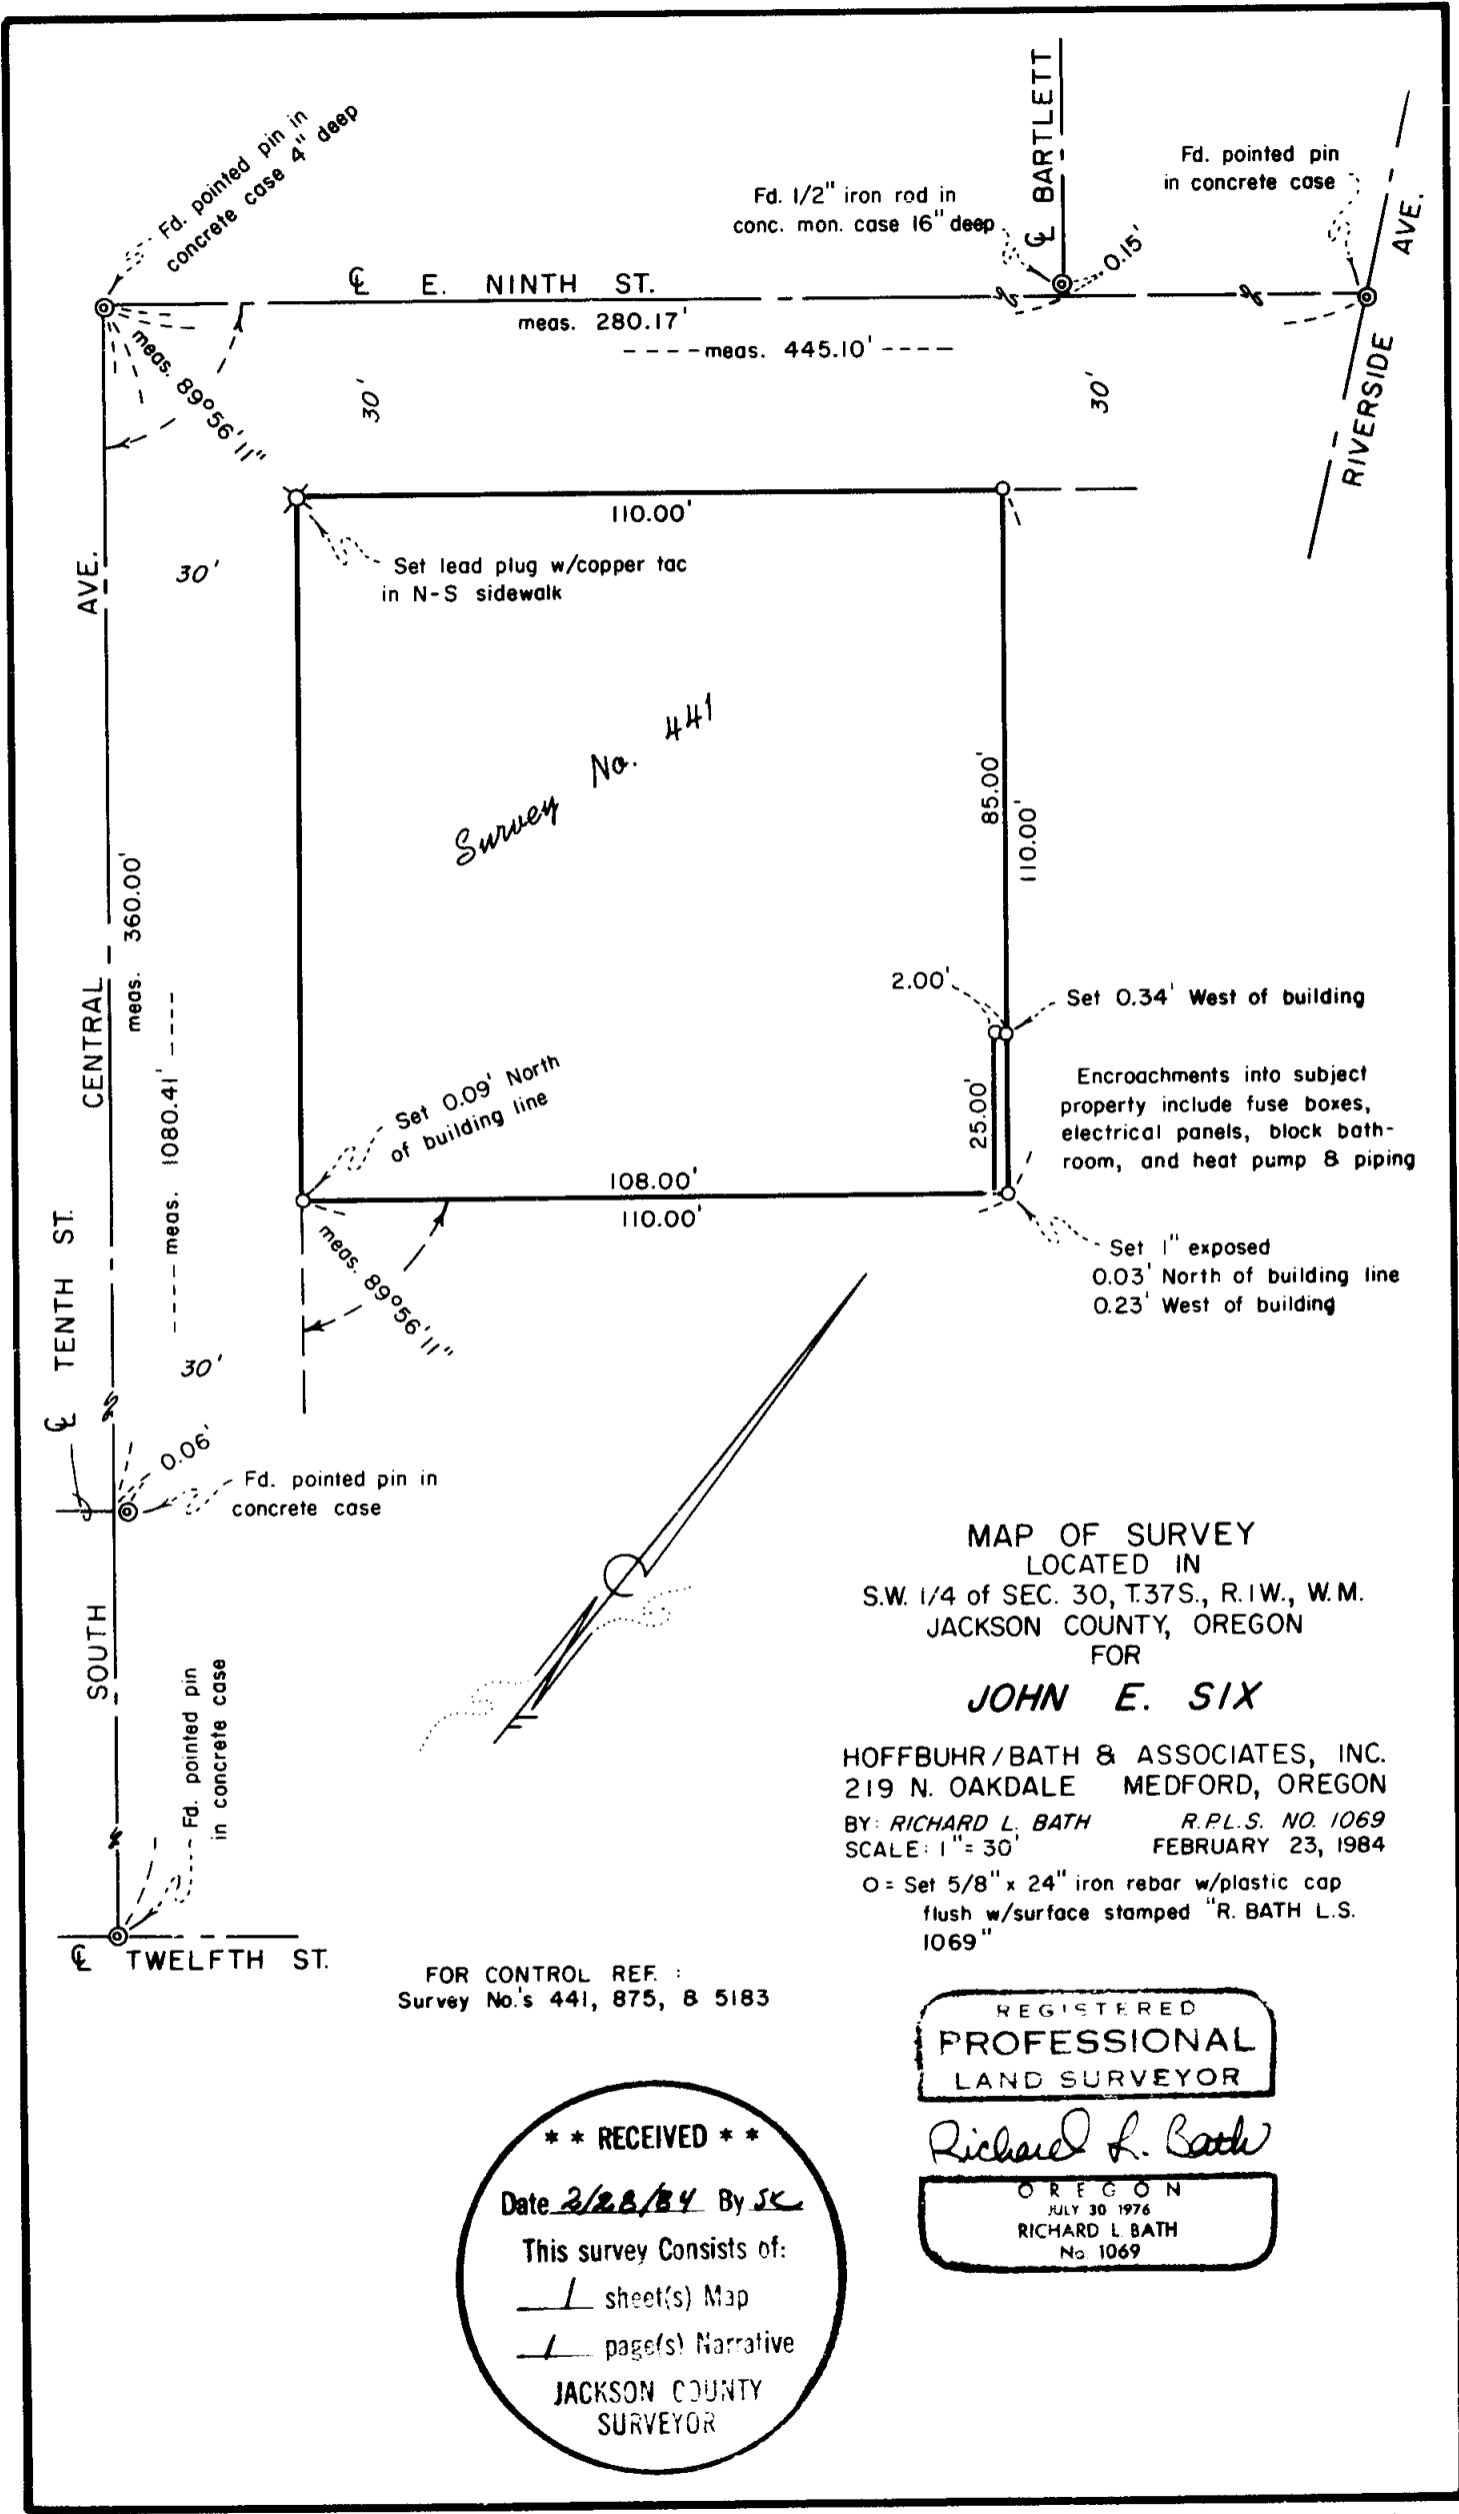 Fd. pointed pin in
concrete case 4" deep
℄ BARTLETT
Fd. pointed pin
in concrete case
Fd. 1/2" iron rod in
conc. mon. case 16" deep
0.15'
RIVERSIDE AVE.
℄ E. NINTH ST.
meas. 280.17'
----meas. 445.10'----
meas. 89°56'11"
30'
30'
110.00'
Set lead plug w/copper tac
in N-S sidewalk
30'
SOUTH CENTRAL AVE.
Survey No. 441
85.00'
110.00'
meas. 360.00'
----meas. 1080.41'----
2.00'
Set 0.34' West of building
25.00'
Encroachments into subject
property include fuse boxes,
electrical panels, block bath-
room, and heat pump & piping
Set 0.09' North
of building line
108.00'
110.00'
meas. 89°56'11"
Set 1" exposed
0.03' North of building line
0.23' West of building
℄ TENTH ST.
30'
0.06'
Fd. pointed pin in
concrete case
Fd. pointed pin
in concrete case
℄ TWELFTH ST.
MAP OF SURVEY
LOCATED IN
S.W. 1/4 of SEC. 30, T.37S., R.1W., W.M.
JACKSON COUNTY, OREGON
FOR
JOHN E. SIX
HOFFBUHR/BATH & ASSOCIATES, INC.
219 N. OAKDALE MEDFORD, OREGON
BY: RICHARD L. BATH R.P.L.S. NO. 1069
SCALE: 1"=30' FEBRUARY 23, 1984
O = Set 5/8" x 24" iron rebar w/plastic cap
flush w/surface stamped "R. BATH L.S.
1069"
FOR CONTROL REF. :
Survey No.'s 441, 875, & 5183
REGISTERED
PROFESSIONAL
LAND SURVEYOR
Richard L. Bath
OREGON
JULY 30 1976
RICHARD L. BATH
No. 1069
* * RECEIVED * *
Date 2/28/84 By SK
This survey Consists of:
1 sheet(s) Map
1 page(s) Narrative
JACKSON COUNTY
SURVEYOR